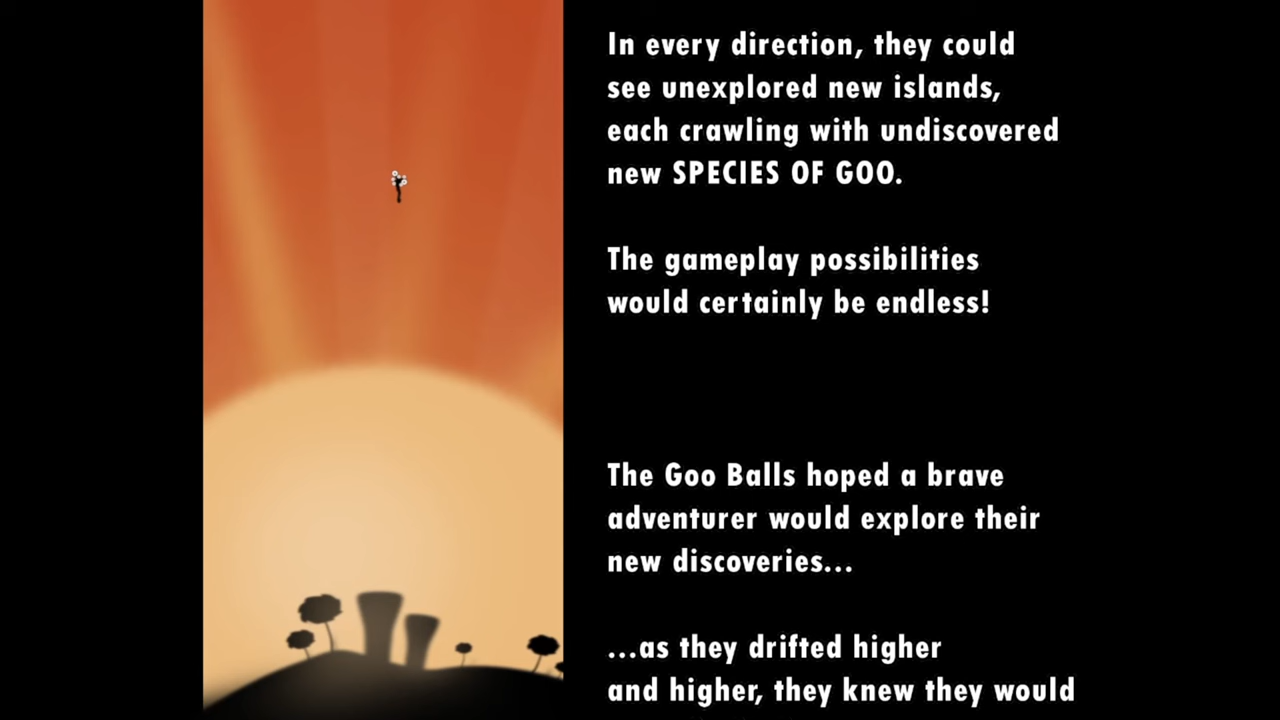 In every direction, they could
see unexplored new islands,
each crawling with undiscovered
new SPECIES OF GOO.
The gameplay possibilities
would certainly be endless!
The Goo Balls hoped a brave
adventurer would explore their
new discoveries...
...as they drifted higher
and higher, they knew they would